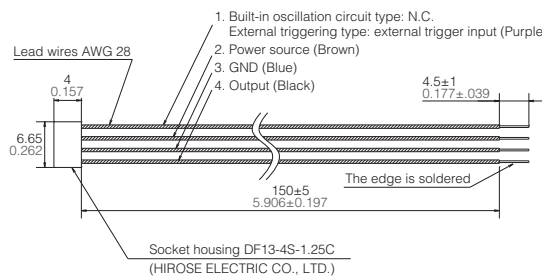 1. Built-in oscillation circuit type: N.C.
External triggering type: external trigger input (Purple
2. Power source (Brown)
3. GND (Blue)
4. Output (Black)
Lead wires AWG 28
4
0.157
4.5±1
0.177±.039
6.65
0.262
The edge is soldered
150±5
5.906±0.197
Socket housing DF13-4S-1.25C
(HIROSE ELECTRIC CO., LTD.)